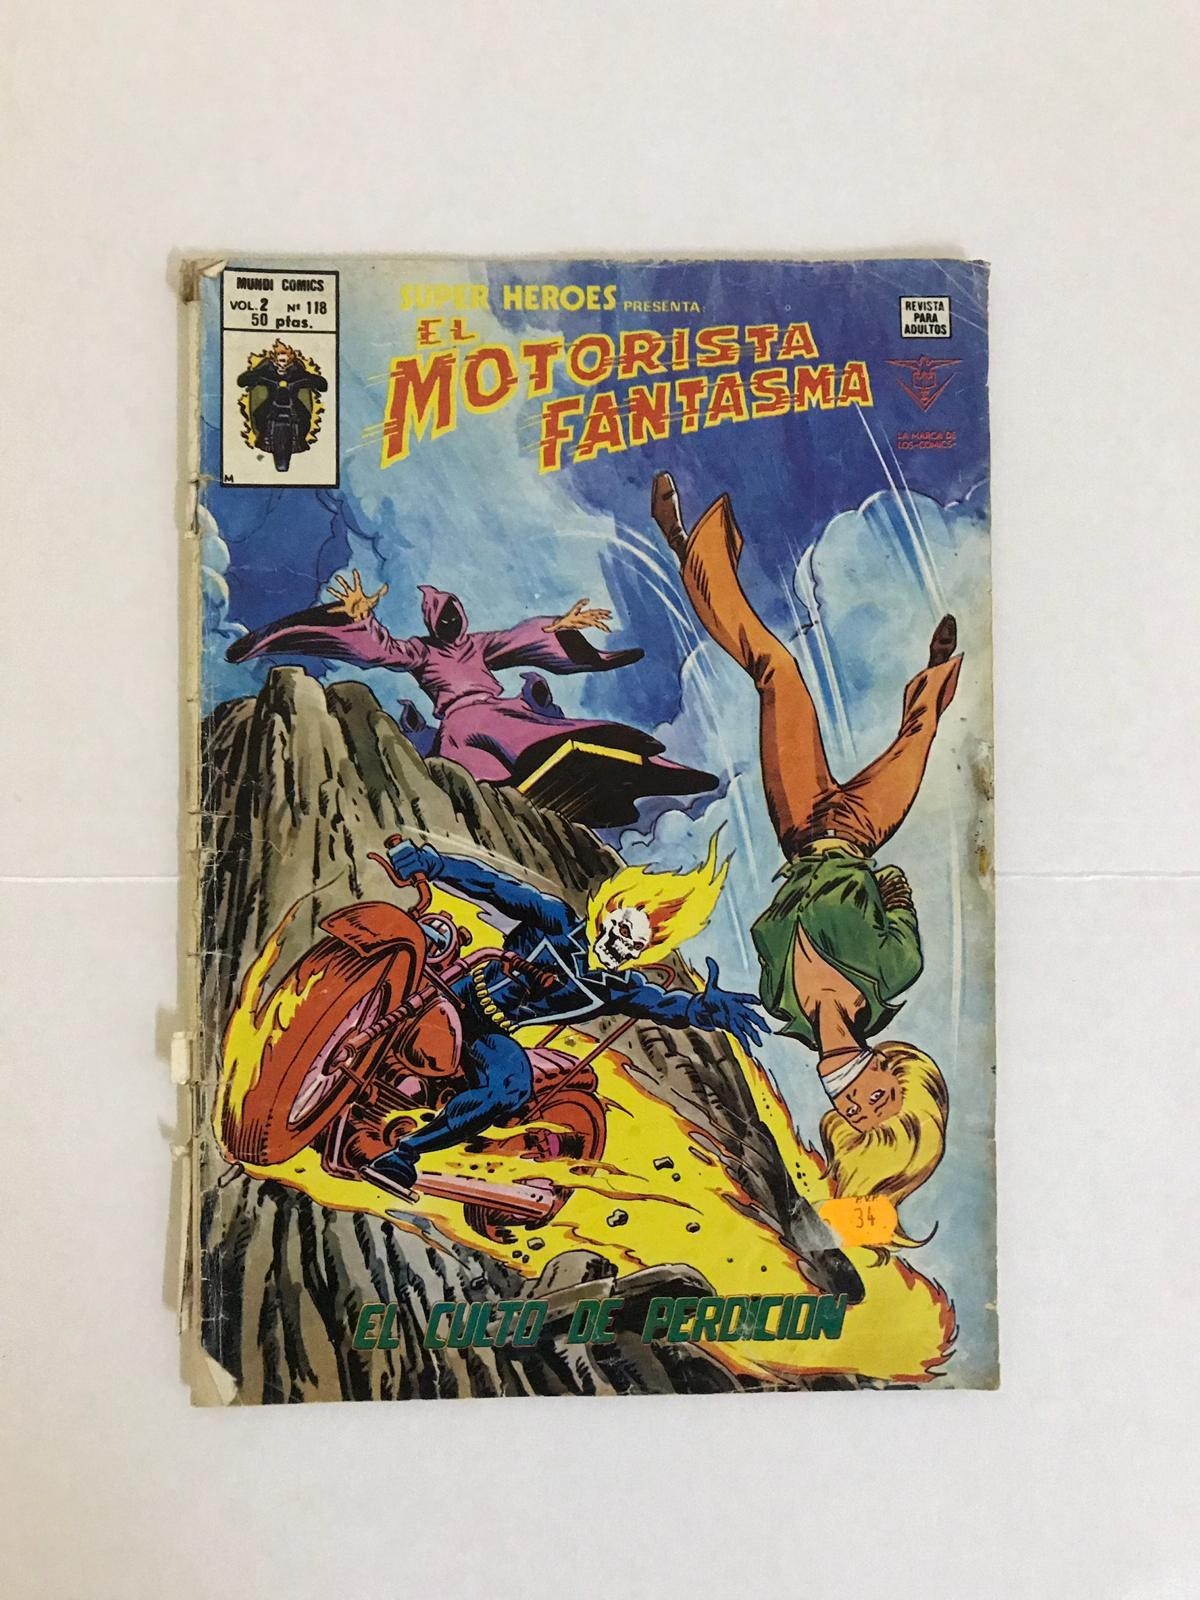 MUNDI COMICS
VOL.2 Nº 118
50 ptas.
M
SUPER HEROES PRESENTA:
EL
MOTORISTA
FANTASMA
REVISTA
PARA
ADULTOS
LA MARCA DE
LOS «COMICS»
P.V.P.
34
EL CULTO DE PERDICION